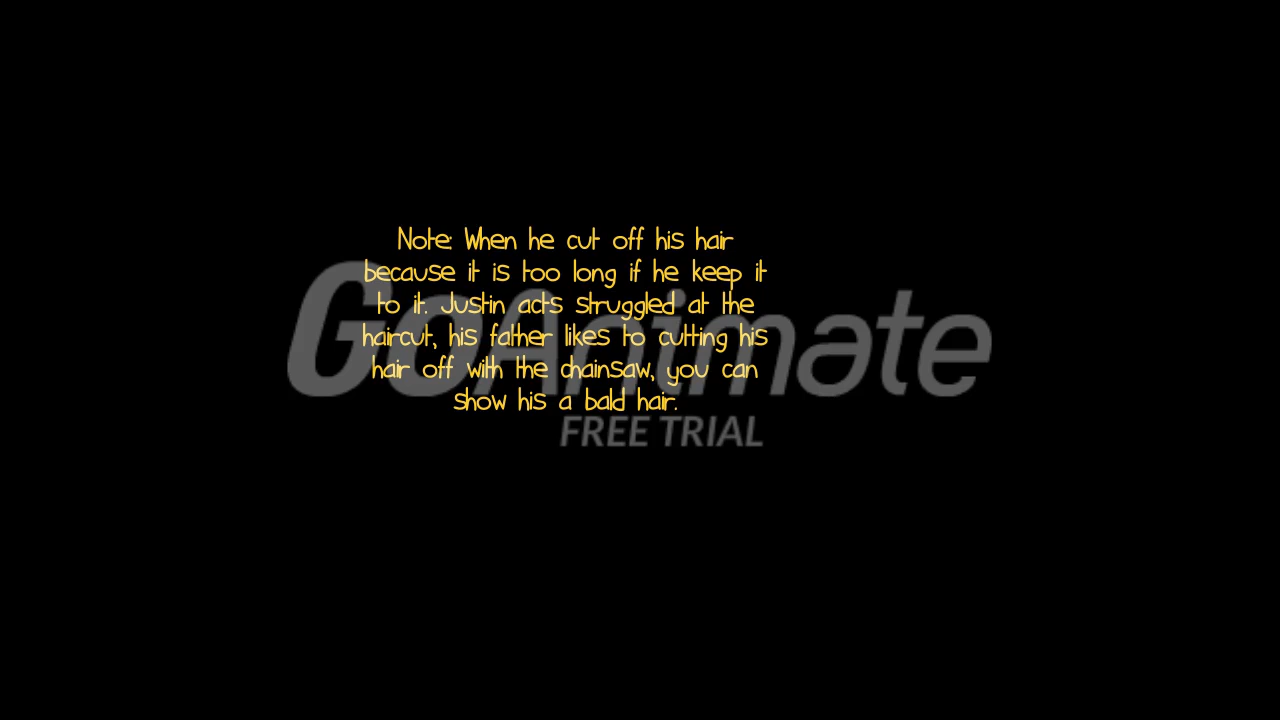 Note: When he cut off his hair
because it is too long if he keep it
to it. Justin acts struggled at the
haircut, his father likes to cutting his
hair off with the chainsaw, you can
show his a bald hair.
GoAnimate
FREE TRIAL